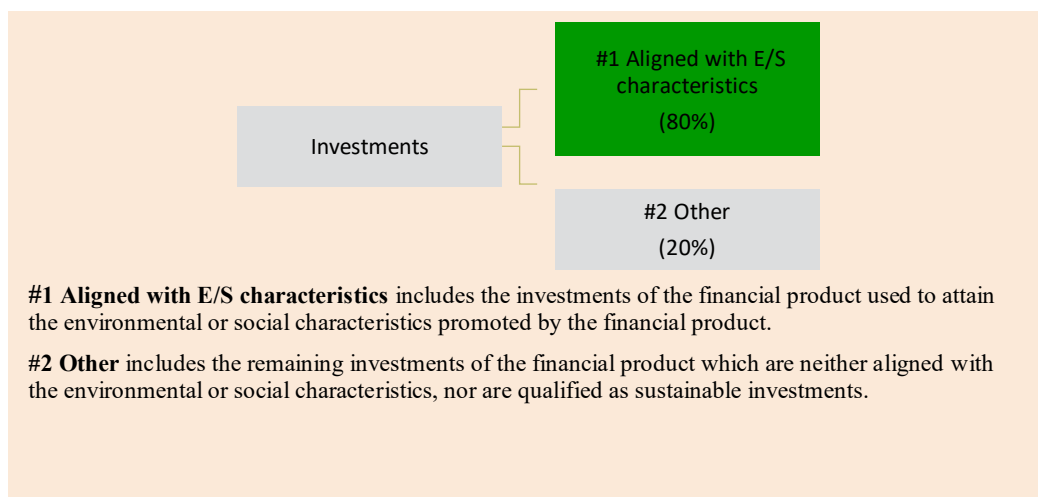 #1 Aligned with E/S
characteristics
(80%)
Investments
#2 Other
(20%)
#1 Aligned with E/S characteristics includes the investments of the financial product used to attain
the environmental or social characteristics promoted by the financial product.
#2 Other includes the remaining investments of the financial product which are neither aligned with
the environmental or social characteristics, nor are qualified as sustainable investments.